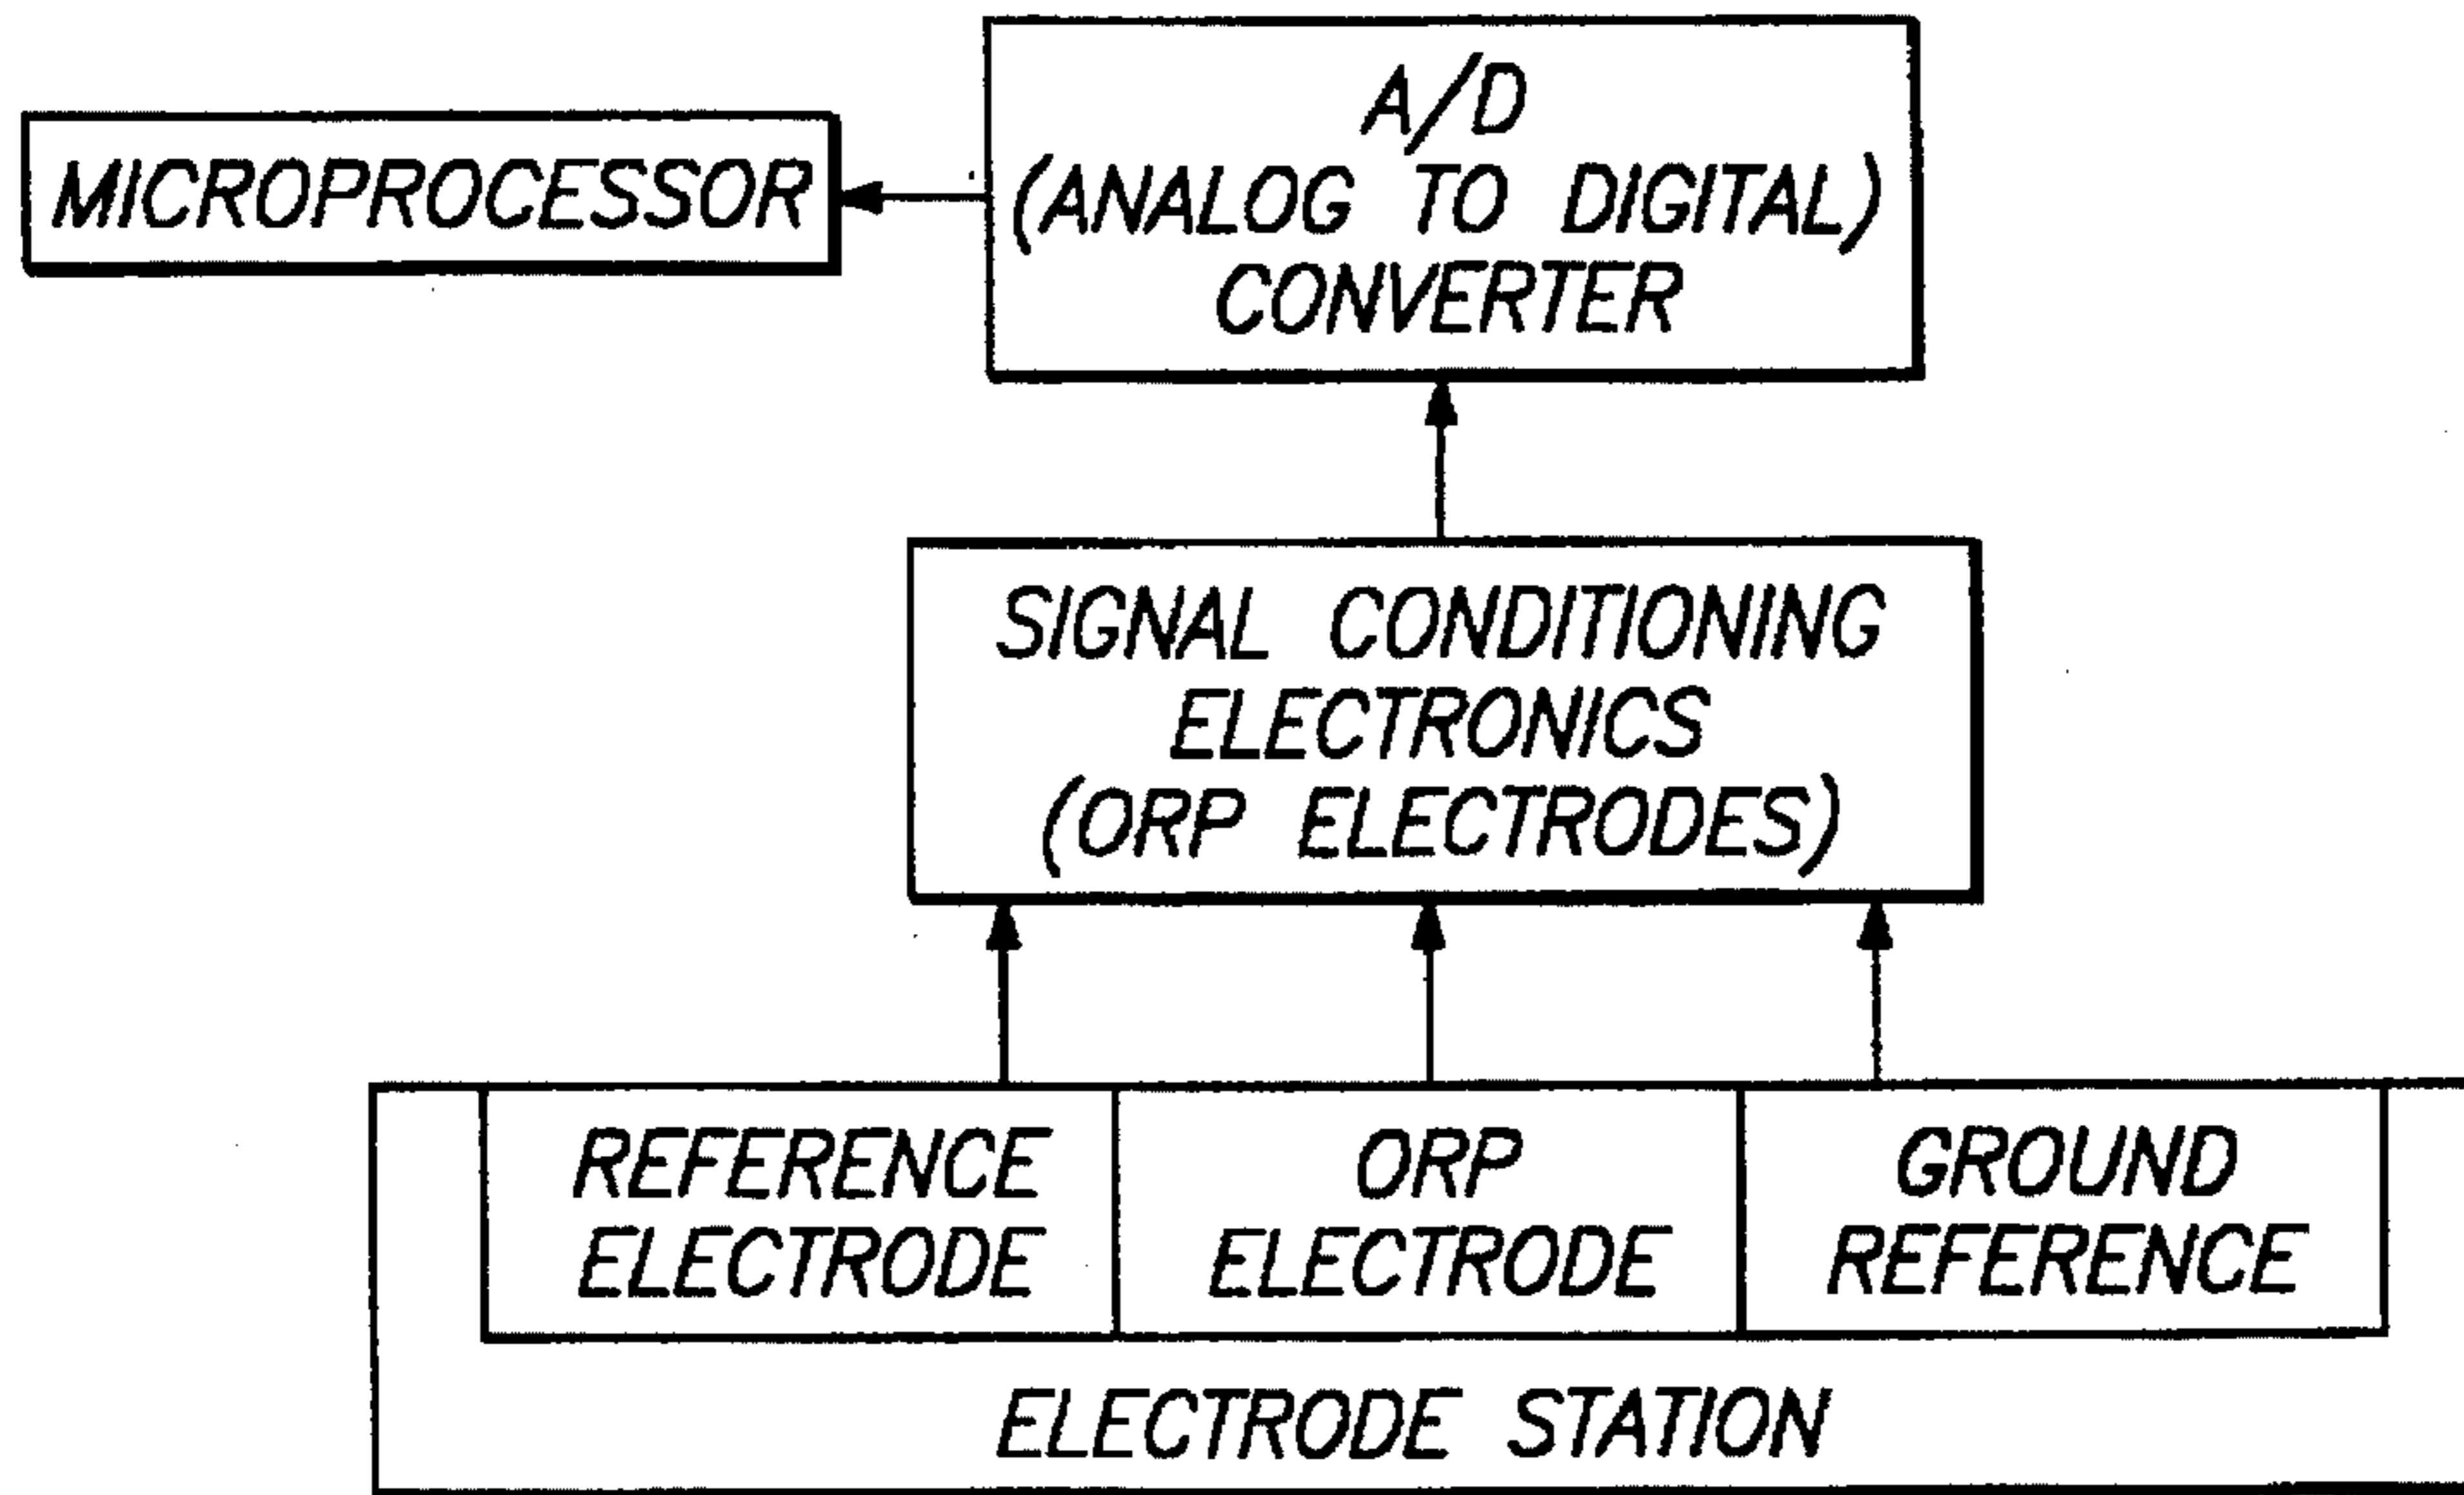 A/D
MICROPROCESSOR
(ANALOG TO DIGITAL)
CONVERTER
SIGNAL CONDITIONING
ELECTRONICS
(ORP ELECTRODES)
REFERENCE
ELECTRODE
ORP
ELECTRODE
GROUND
REFERENCE
ELECTRODE STATION